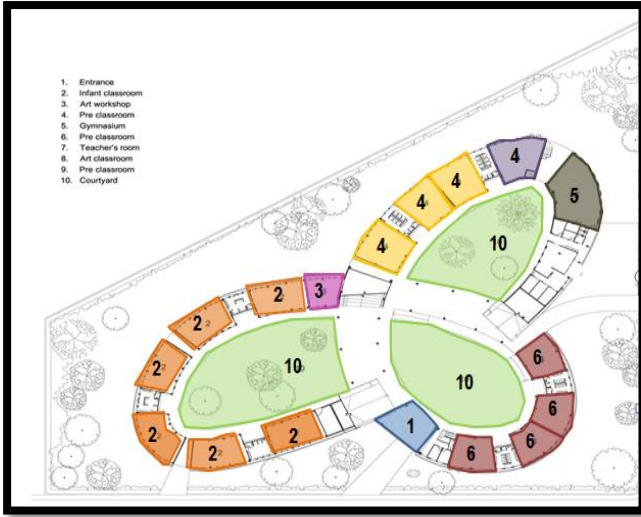 1. Entrance
2. Infant classroom
3. Art workshop
4. Pre classroom
5. Gymnasium
6. Pre classroom
7. Teacher's room
8. Art classroom
9. Pre classroom
10. Courtyard
4
4
5
4
4
10
2
3
2
2
10
6
10
6
2
1
2
2
6
6